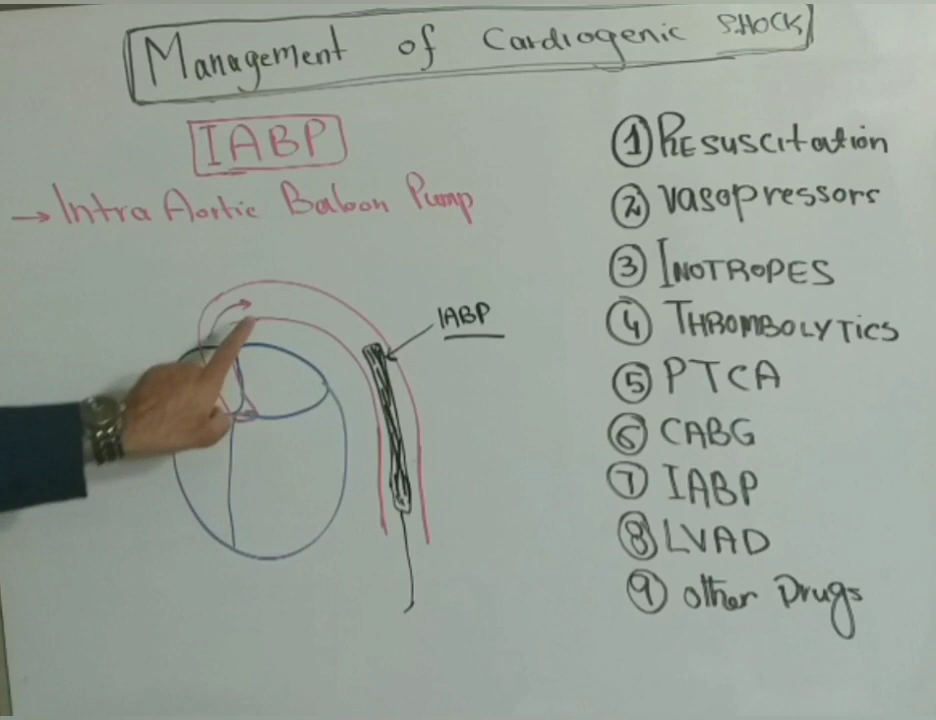 Management of Cardiogenic SHOCK
IABP
→ Intra Aortic Baloon Pump
IABP
① RESUSCITATION
② VASOPRESSORS
③ INOTROPES
④ THROMBOLYTICS
⑤ PTCA
⑥ CABG
⑦ IABP
⑧ LVAD
⑨ other Drugs